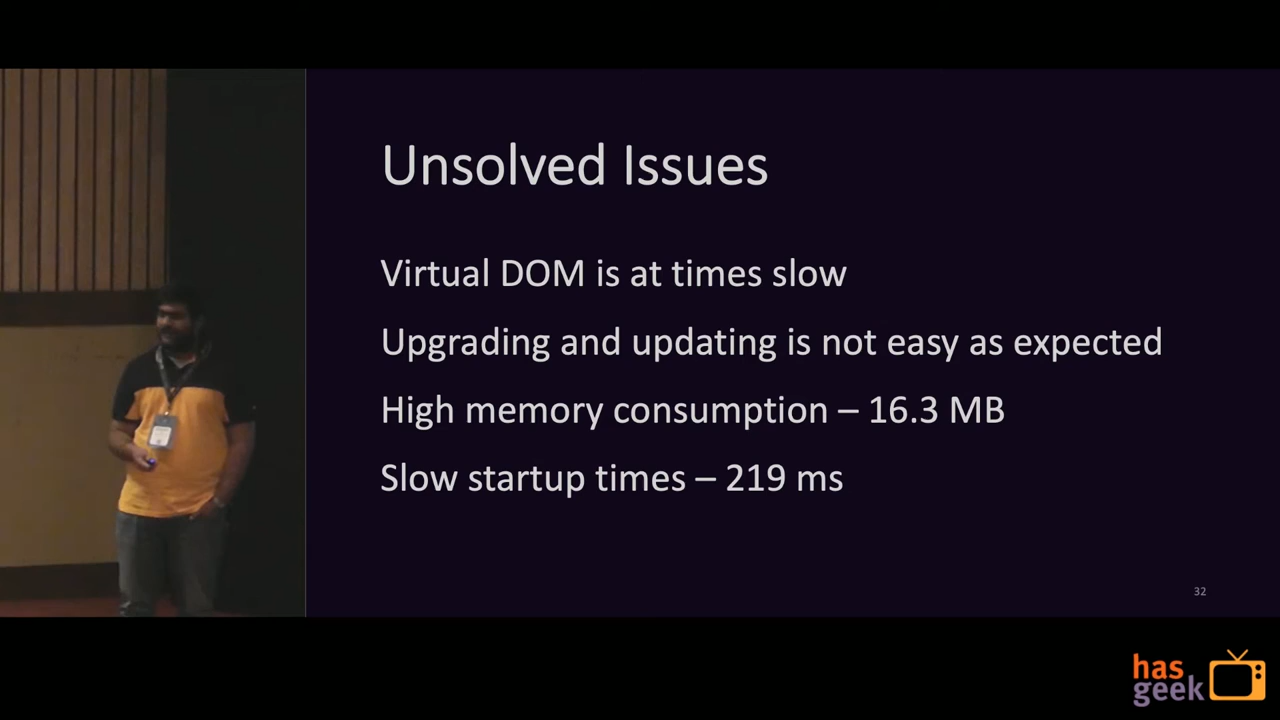 Unsolved Issues
Virtual DOM is at times slow
Upgrading and updating is not easy as expected
High memory consumption – 16.3 MB
Slow startup times – 219 ms
32
has
geek